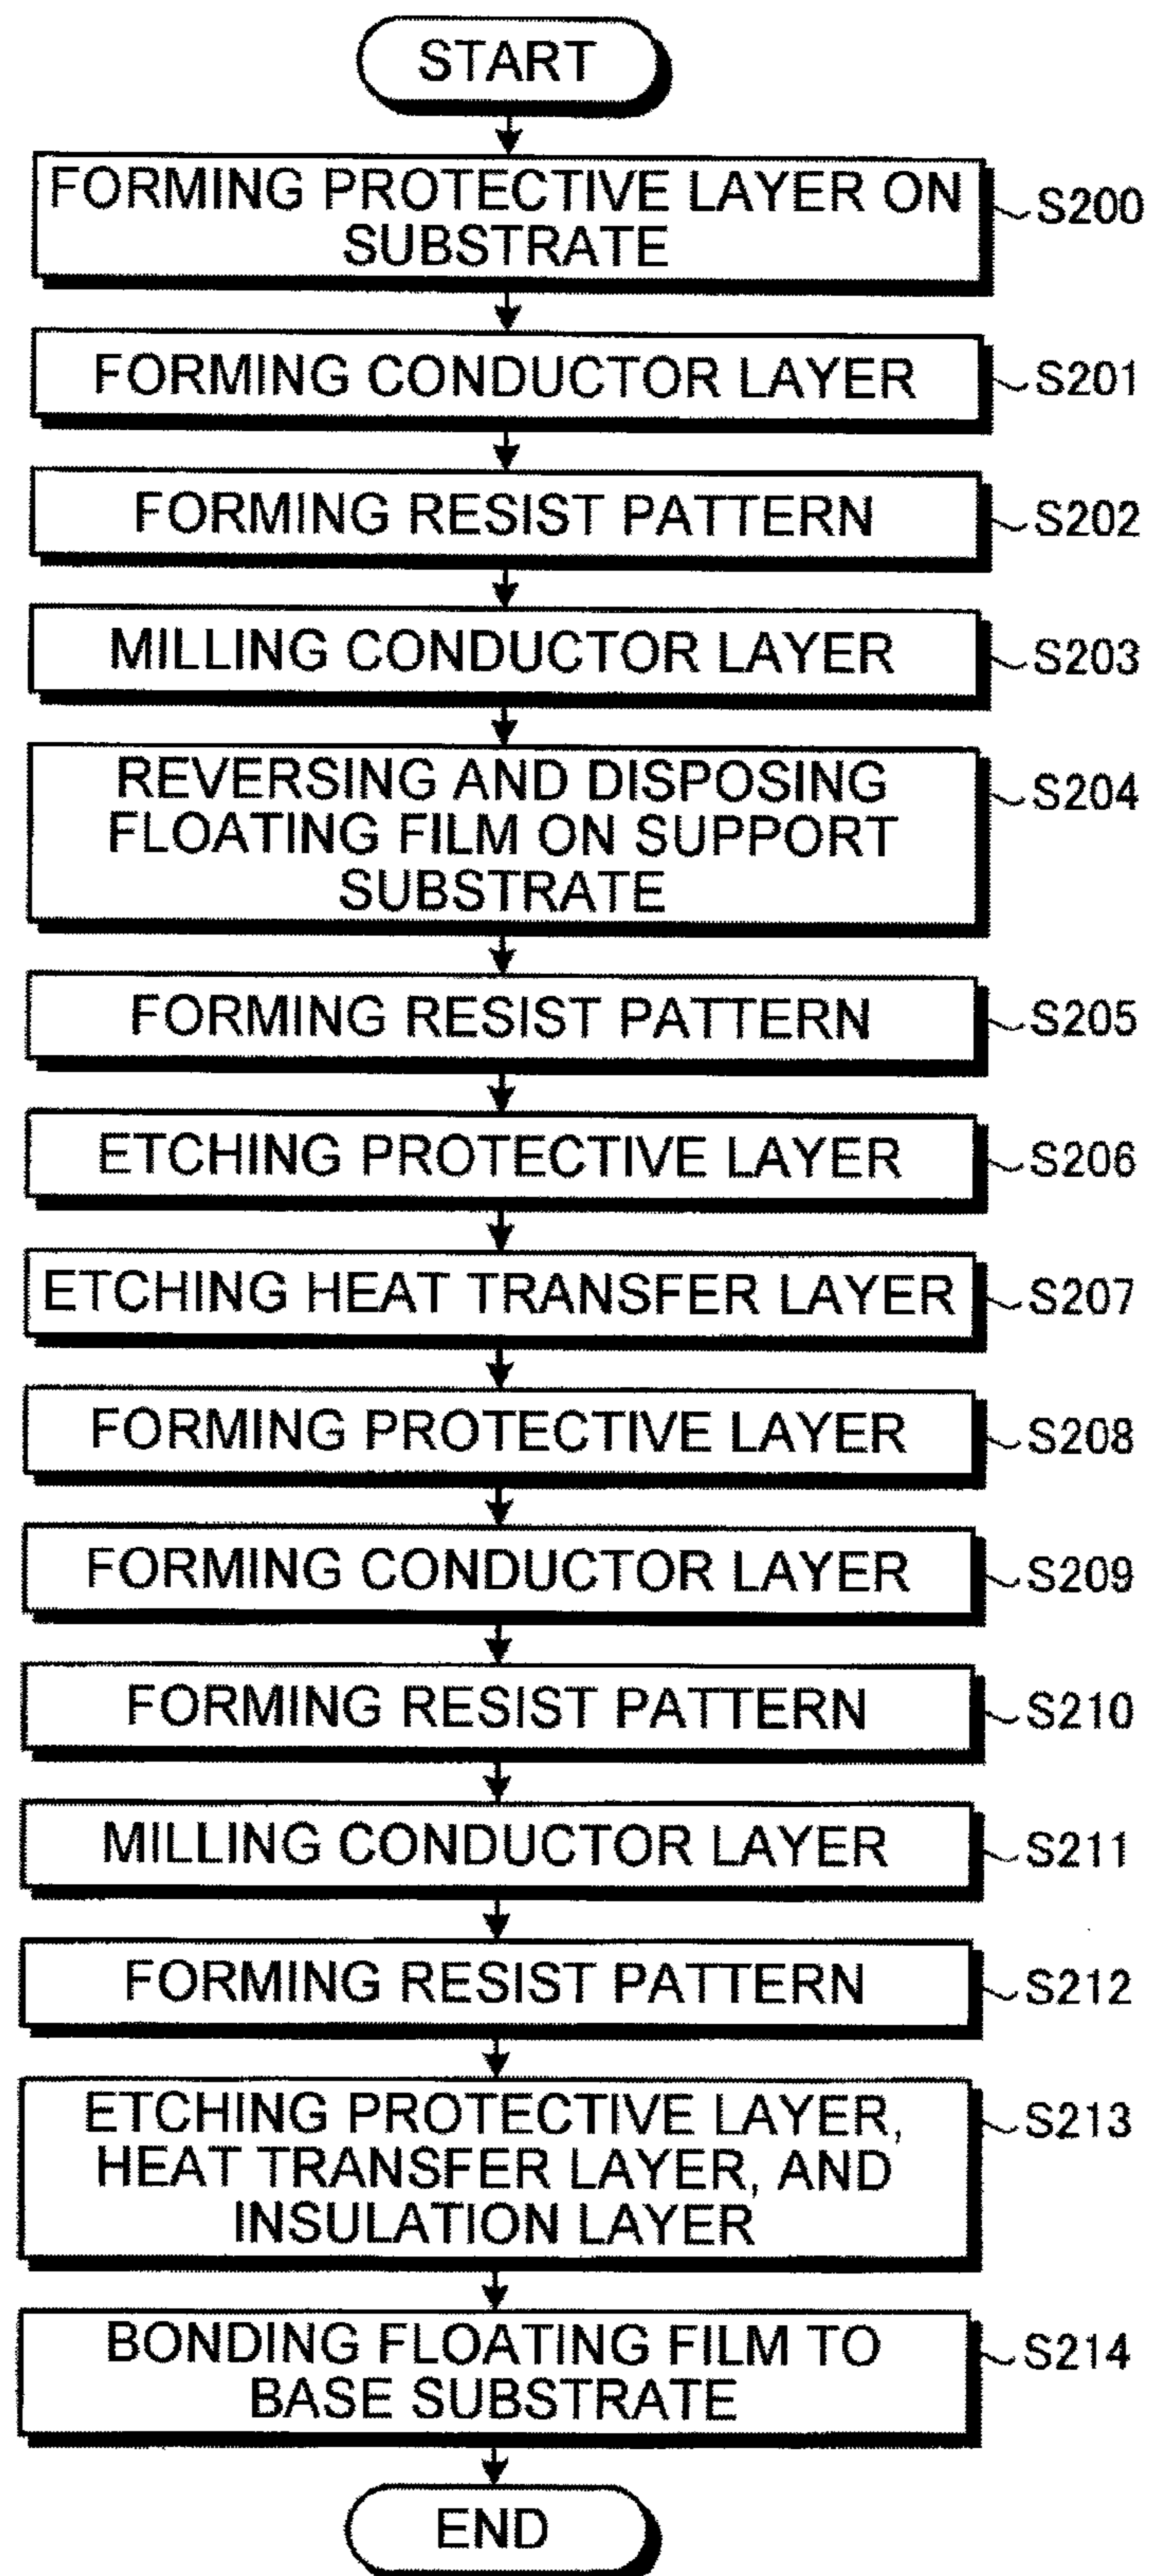 START
FORMING PROTECTIVE LAYER ON
SUBSTRATE
S200
FORMING CONDUCTOR LAYER
S201
FORMING RESIST PATTERN
S202
MILLING CONDUCTOR LAYER
S203
REVERSING AND DISPOSING
FLOATING FILM ON SUPPORT
SUBSTRATE
S204
FORMING RESIST PATTERN
S205
ETCHING PROTECTIVE LAYER
S206
ETCHING HEAT TRANSFER LAYER
S207
FORMING PROTECTIVE LAYER
S208
FORMING CONDUCTOR LAYER
S209
FORMING RESIST PATTERN
S210
MILLING CONDUCTOR LAYER
S211
FORMING RESIST PATTERN
S212
ETCHING PROTECTIVE LAYER,
HEAT TRANSFER LAYER, AND
INSULATION LAYER
S213
BONDING FLOATING FILM TO
BASE SUBSTRATE
S214
END